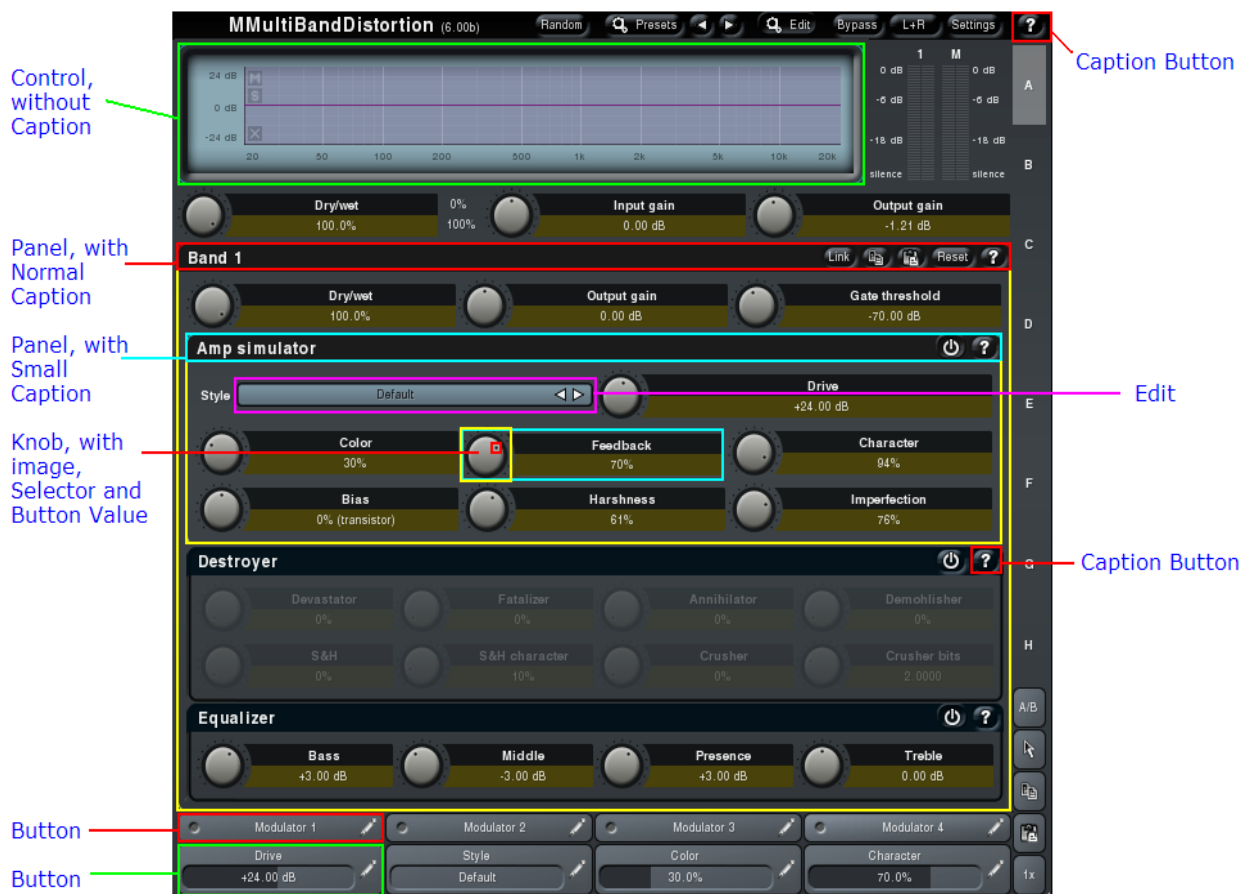 MMultiBandDistortion (6.00b) Random Presets Edit Bypass L+R Settings ?
Caption Button
Control,
without
Caption
24 dB M
S
0 dB
-24 dB X
20 50 100 200 500 1k 2k 5k 10k 20k
1 M
0 dB 0 dB
-6 dB -6 dB
-18 dB -18 dB
silence silence
A
B
C
D
E
F
G
H
Dry/wet
100.0%
0%
100%
Input gain
0.00 dB
Output gain
-1.21 dB
Panel, with
Normal
Caption
Band 1 Link Reset ?
Dry/wet
100.0%
Output gain
0.00 dB
Gate threshold
-70.00 dB
Panel, with
Small
Caption
Amp simulator ?
Style Default
Drive
+24.00 dB
Edit
Knob, with
image,
Selector and
Button Value
Color
30%
Feedback
70%
Character
94%
Bias
0% (transistor)
Harshness
61%
Imperfection
76%
Destroyer ?
Caption Button
Devastator
0%
Fatalizer
0%
Annihilator
0%
Demohlisher
0%
S&H
0%
S&H character
10%
Crusher
0%
Crusher bits
2.0000
Equalizer ?
Bass
+3.00 dB
Middle
-3.00 dB
Presence
+3.00 dB
Treble
0.00 dB
A/B
Button
Modulator 1 Modulator 2 Modulator 3 Modulator 4
Button
Drive
+24.00 dB
Style
Default
Color
30.0%
Character
70.0%
1x